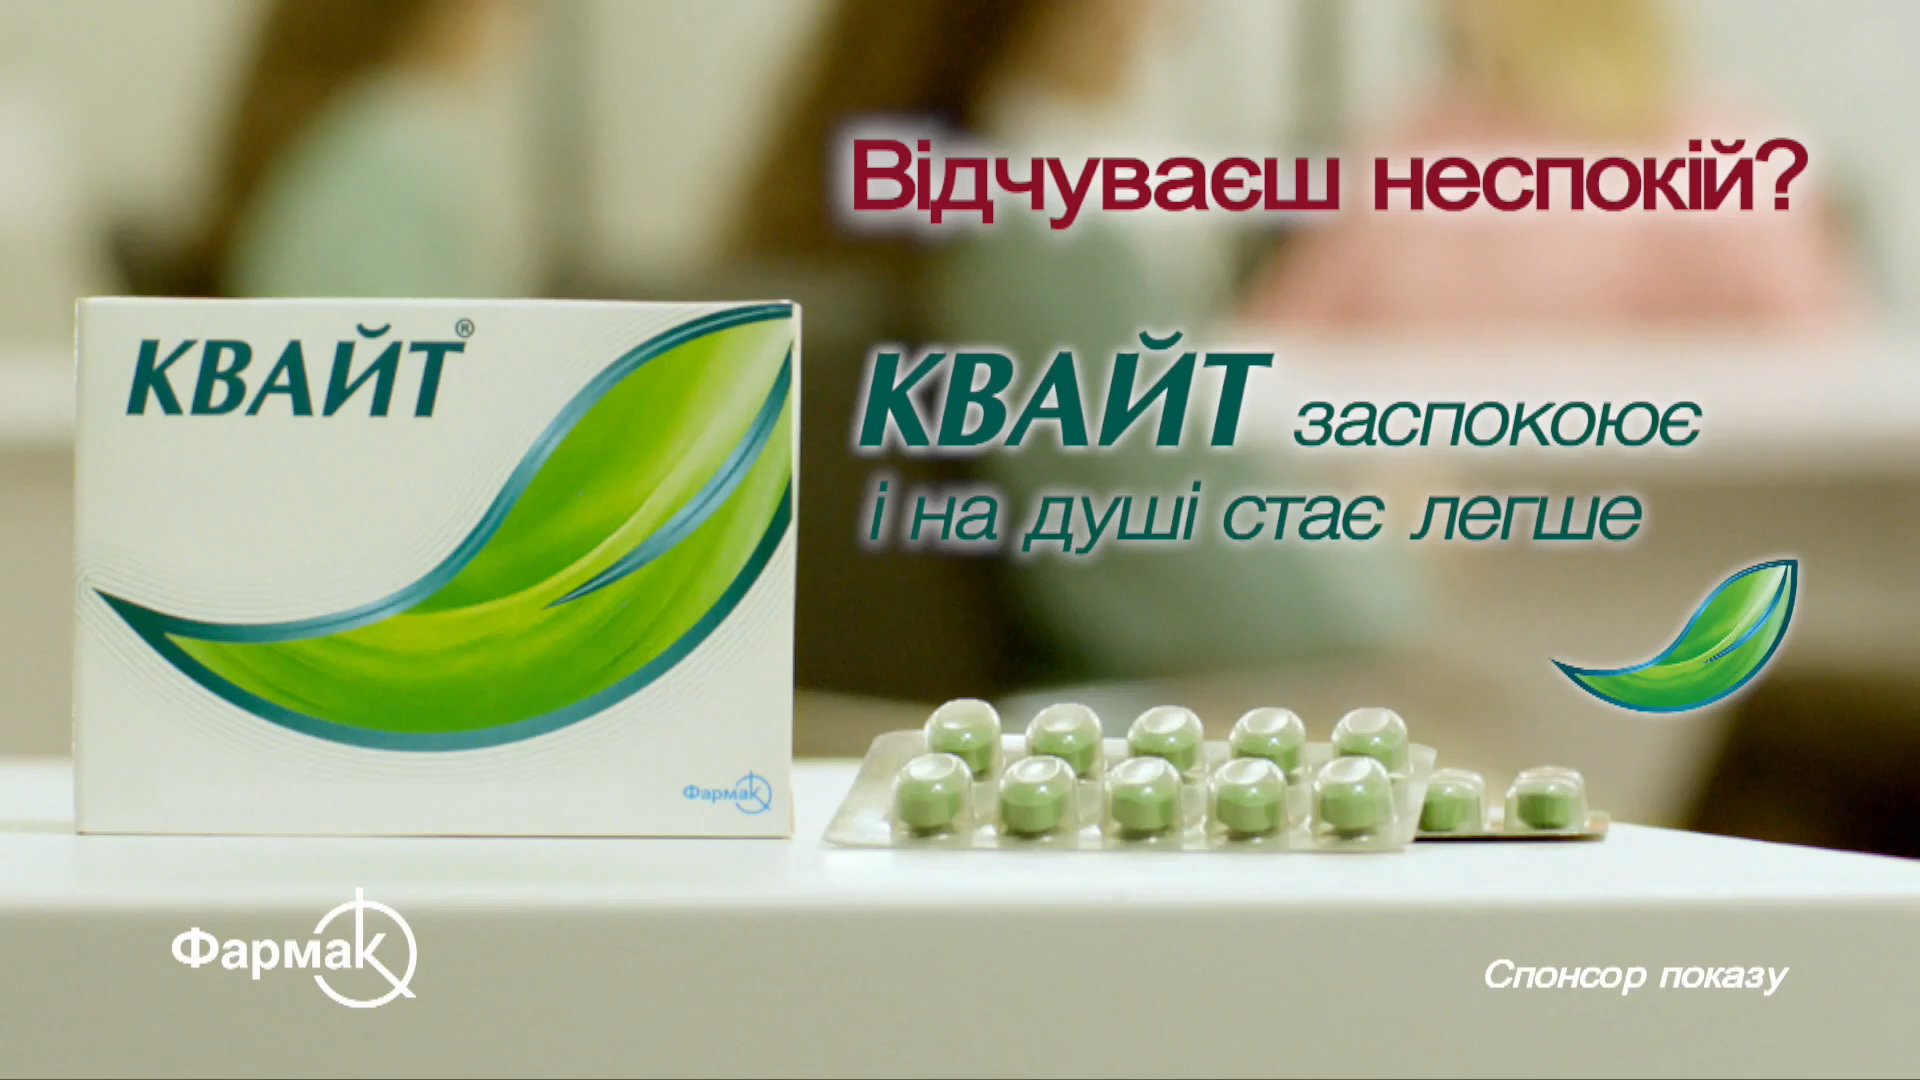 Відчуваєш неспокій?
КВАЙТ®
КВАЙТ заспокоює
і на душі стає легше
Фармак
Фармак
Спонсор показу